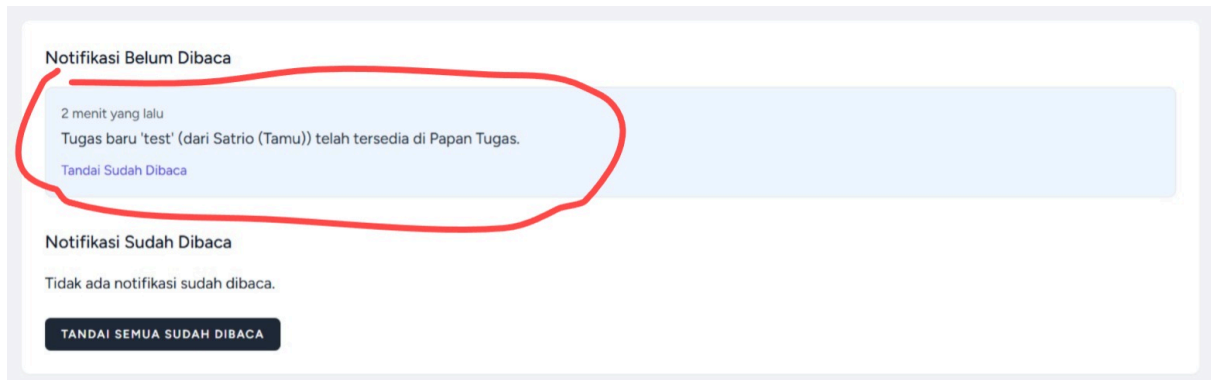 Notifikasi Belum Dibaca
2 menit yang lalu
Tugas baru 'test' (dari Satrio (Tamu)) telah tersedia di Papan Tugas.
Tandai Sudah Dibaca
Notifikasi Sudah Dibaca
Tidak ada notifikasi sudah dibaca.
TANDAI SEMUA SUDAH DIBACA